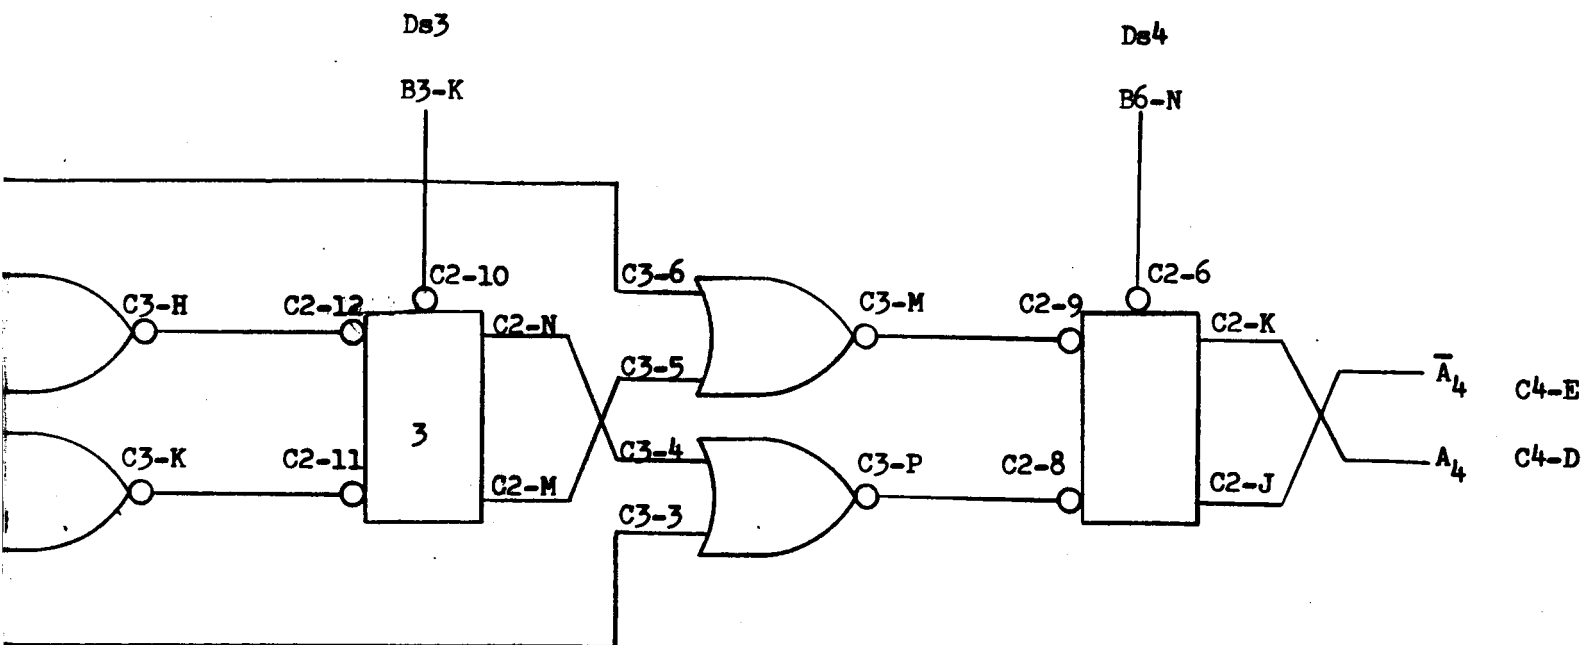 Ds3
Ds4
B3-K
B6-N
C2-10
C2-6
C3-6
C3-H
C2-12
C3-M
C2-9
C2-N
C2-K
C3-5
A̅4
C4-E
3
C3-4
C3-K
C2-11
C3-P
C2-8
A4
C4-D
C2-M
C2-J
C3-3